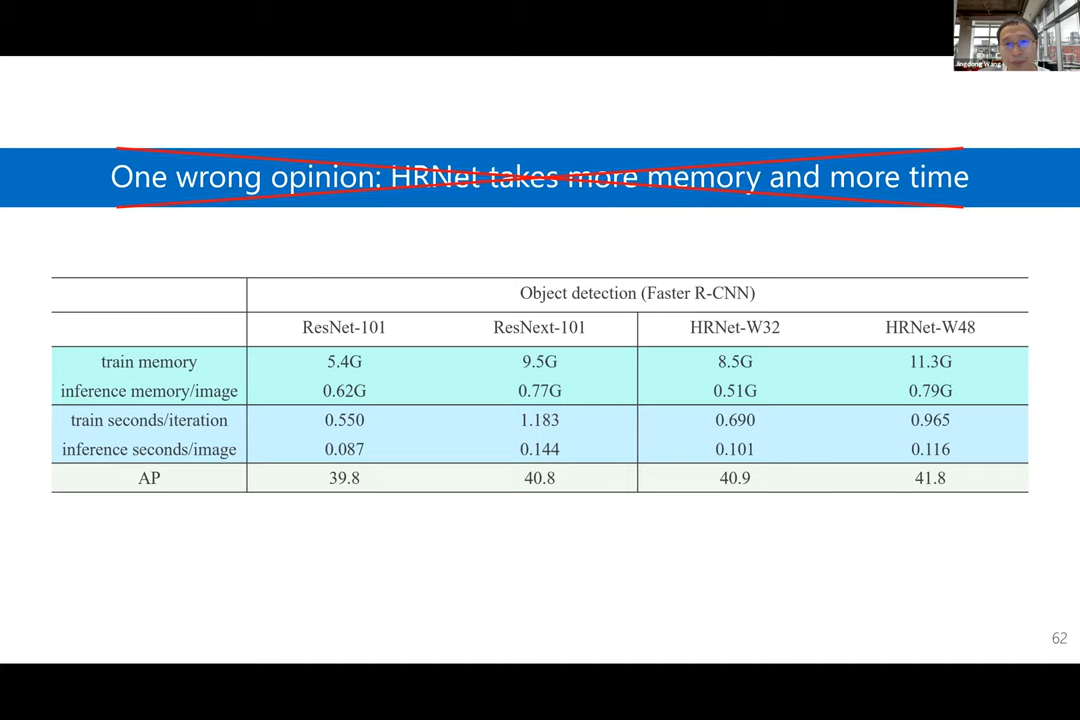 Jingdong Wang
One wrong opinion: HRNet takes more memory and more time
Object detection (Faster R-CNN)
ResNet-101 ResNext-101 HRNet-W32 HRNet-W48
train memory 5.4G 9.5G 8.5G 11.3G
inference memory/image 0.62G 0.77G 0.51G 0.79G
train seconds/iteration 0.550 1.183 0.690 0.965
inference seconds/image 0.087 0.144 0.101 0.116
AP 39.8 40.8 40.9 41.8
62